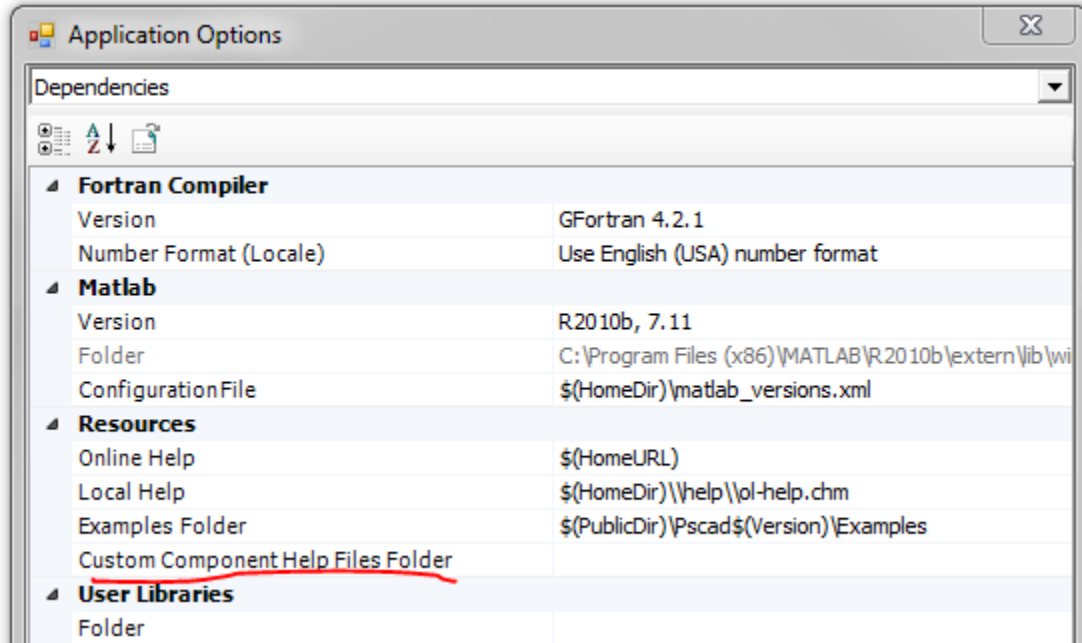 Application Options
Dependencies
Fortran Compiler
Version GFortran 4.2.1
Number Format (Locale) Use English (USA) number format
Matlab
Version R2010b, 7.11
Folder C:\Program Files (x86)\MATLAB\R2010b\extern\lib\wi
ConfigurationFile $(HomeDir)\matlab_versions.xml
Resources
Online Help $(HomeURL)
Local Help $(HomeDir)\\help\\ol-help.chm
Examples Folder $(PublicDir)\Pscad$(Version)\Examples
Custom Component Help Files Folder
User Libraries
Folder